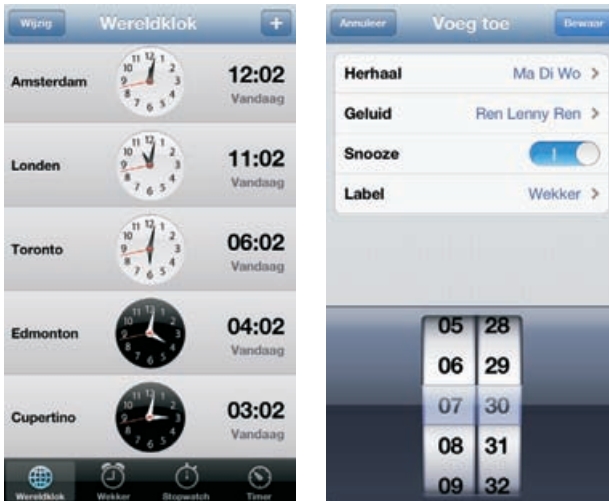 Wijzig Wereldklok +
Amsterdam 12:02
Vandaag
Londen 11:02
Vandaag
Toronto 06:02
Vandaag
Edmonton 04:02
Vandaag
Cupertino 03:02
Vandaag
Wereldklok Wekker Stopwatch Timer
Annuleer Voeg toe Bewaar
Herhaal Ma Di Wo >
Geluid Ren Lenny Ren >
Snooze
Label Wekker >
05 28
06 29
07 30
08 31
09 32